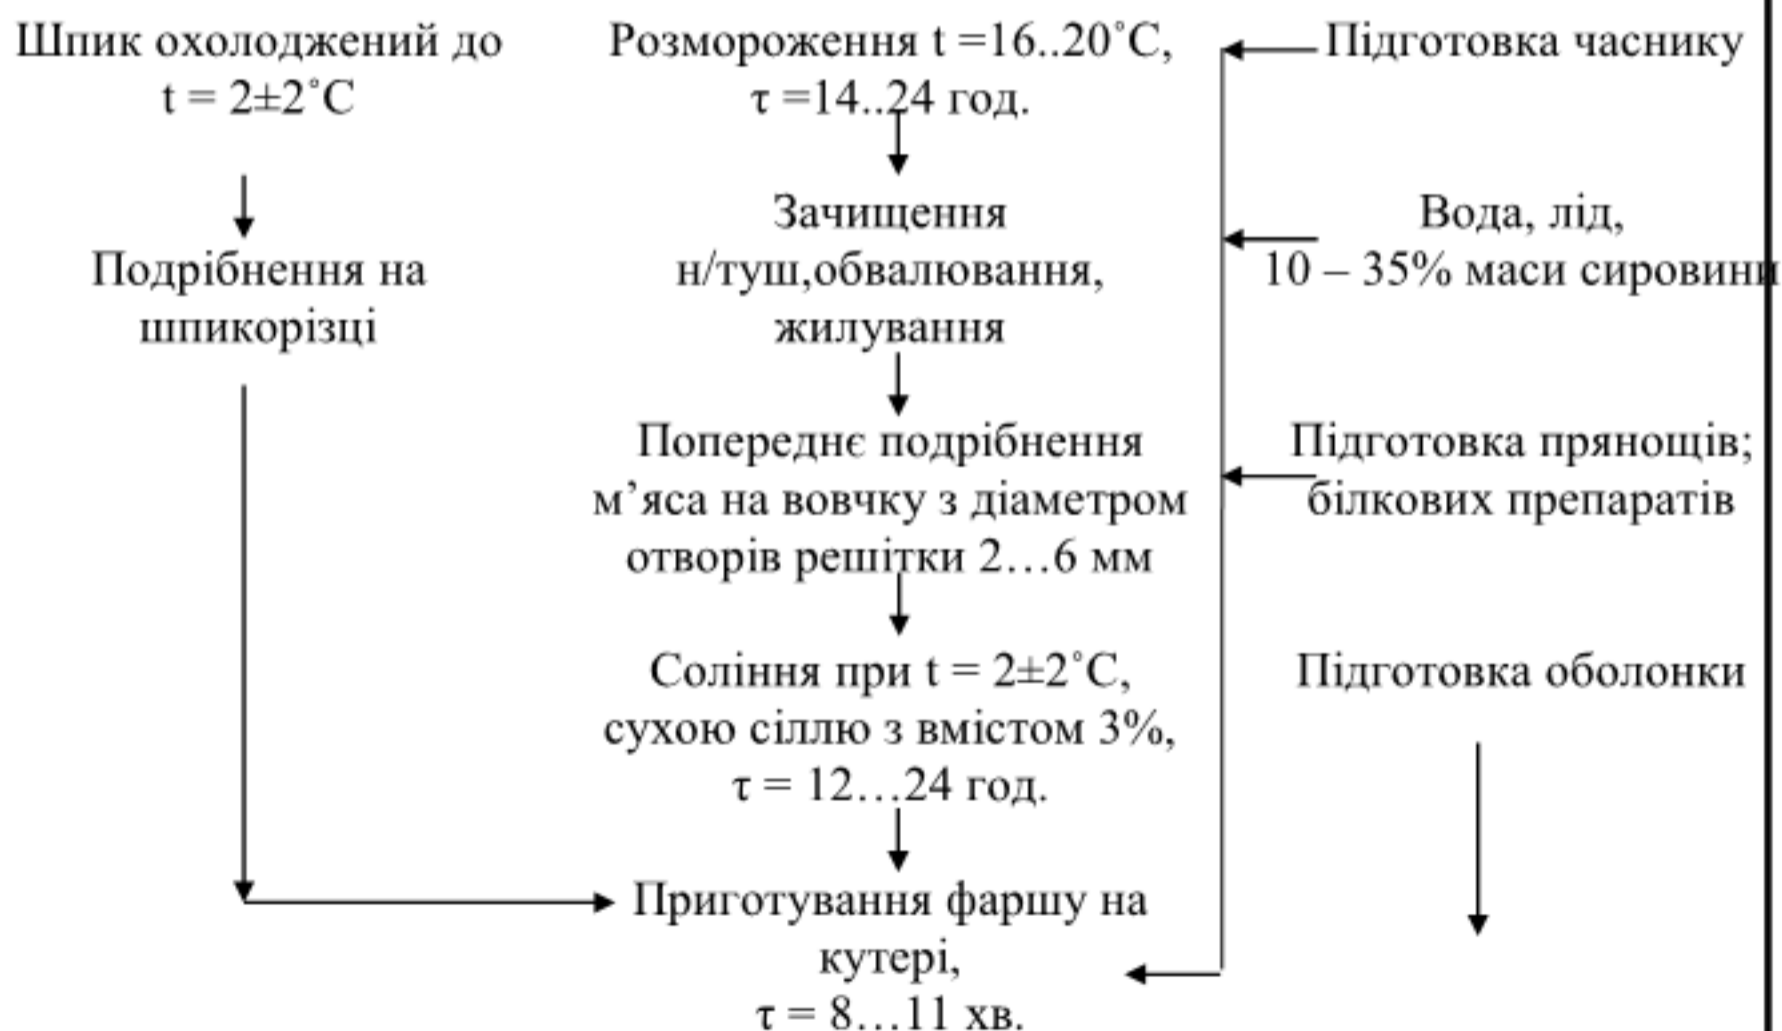 Шпик охолоджений до
t = 2±2˚С
Подрібнення на
шпикорізці
Розмороження t =16..20˚С,
τ =14..24 год.
Зачищення
н/туш,обвалювання,
жилування
Попереднє подрібнення
м’яса на вовчку з діаметром
отворів решітки 2…6 мм
Соління при t = 2±2˚С,
сухою сіллю з вмістом 3%,
τ = 12…24 год.
Приготування фаршу на
кутері,
τ = 8…11 хв.
Підготовка часнику
Вода, лід,
10 – 35% маси сировини
Підготовка прянощів;
білкових препаратів
Підготовка оболонки